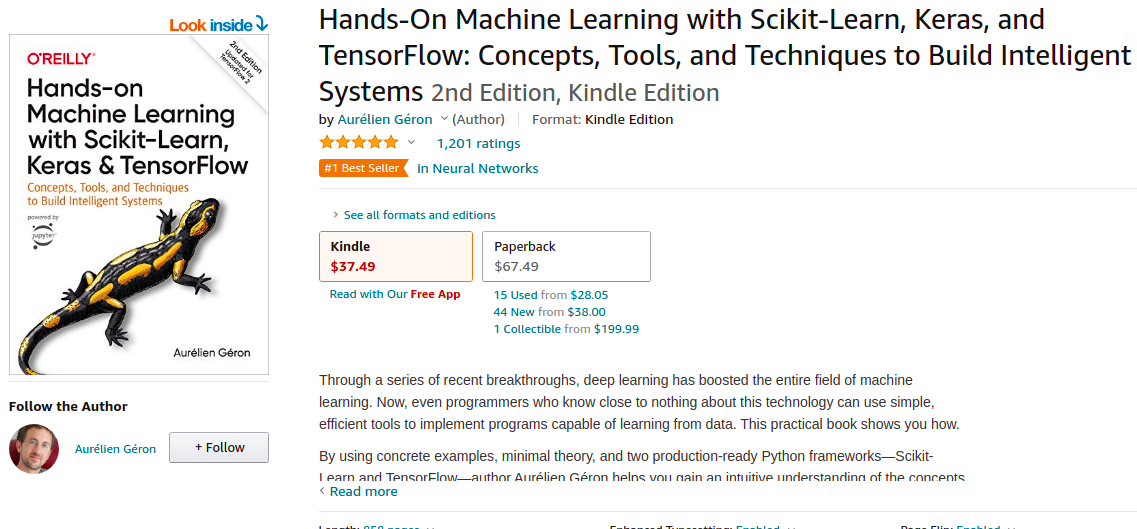 Look inside
O'REILLY®
2nd Edition
Updated for
TensorFlow 2
Hands-on
Machine Learning
with Scikit-Learn,
Keras & TensorFlow
Concepts, Tools, and Techniques
to Build Intelligent Systems
powered by
jupyter
Aurélien Géron
Follow the Author
Aurélien Géron
+ Follow
Hands-On Machine Learning with Scikit-Learn, Keras, and
TensorFlow: Concepts, Tools, and Techniques to Build Intelligent
Systems 2nd Edition, Kindle Edition
by Aurélien Géron (Author) Format: Kindle Edition
1,201 ratings
#1 Best Seller in Neural Networks
See all formats and editions
Kindle
$37.49
Paperback
$67.49
Read with Our Free App
15 Used from $28.05
44 New from $38.00
1 Collectible from $199.99
Through a series of recent breakthroughs, deep learning has boosted the entire field of machine
learning. Now, even programmers who know close to nothing about this technology can use simple,
efficient tools to implement programs capable of learning from data. This practical book shows you how.
By using concrete examples, minimal theory, and two production-ready Python frameworks—Scikit-
Learn and TensorFlow—author Aurélien Géron helps you gain an intuitive understanding of the concepts
Read more
Length: 858 pages Enhanced Typesetting: Enabled Page Flip: Enabled